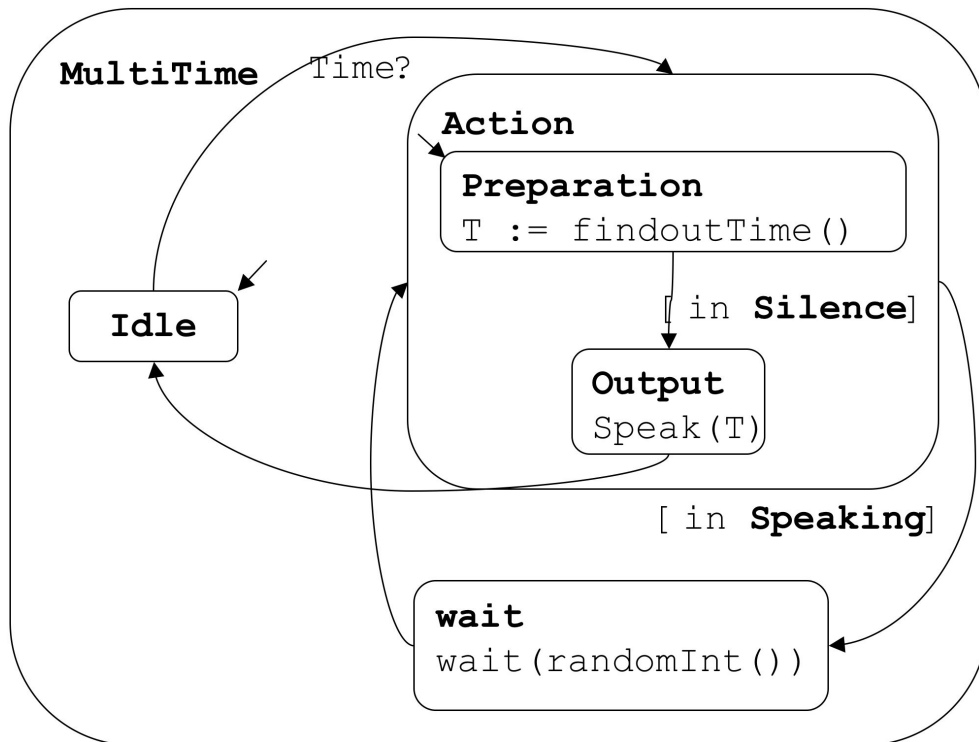 MultiTime
Time?
Action
Preparation
T := findoutTime()
[ in Silence]
Idle
Output
Speak(T)
[ in Speaking]
wait
wait(randomInt())